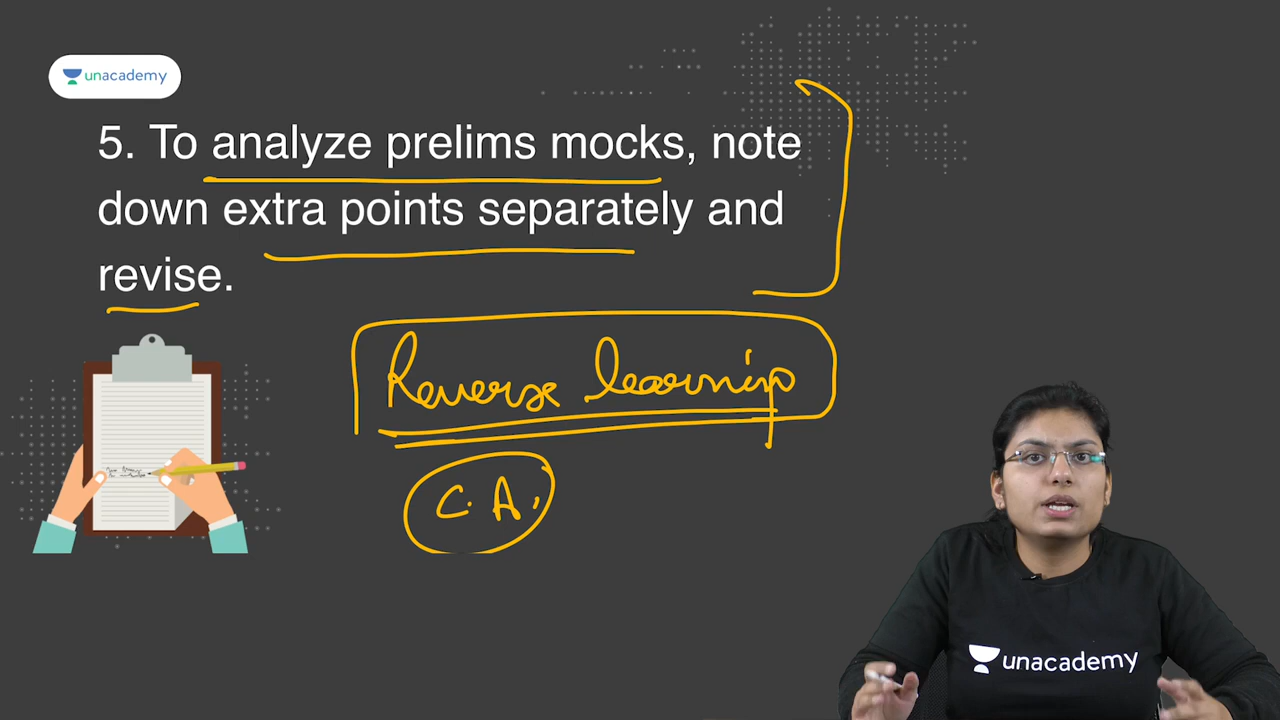 unacademy
5. To analyze prelims mocks, note
down extra points separately and
revise.
Reverse learning
C. A.
unacademy